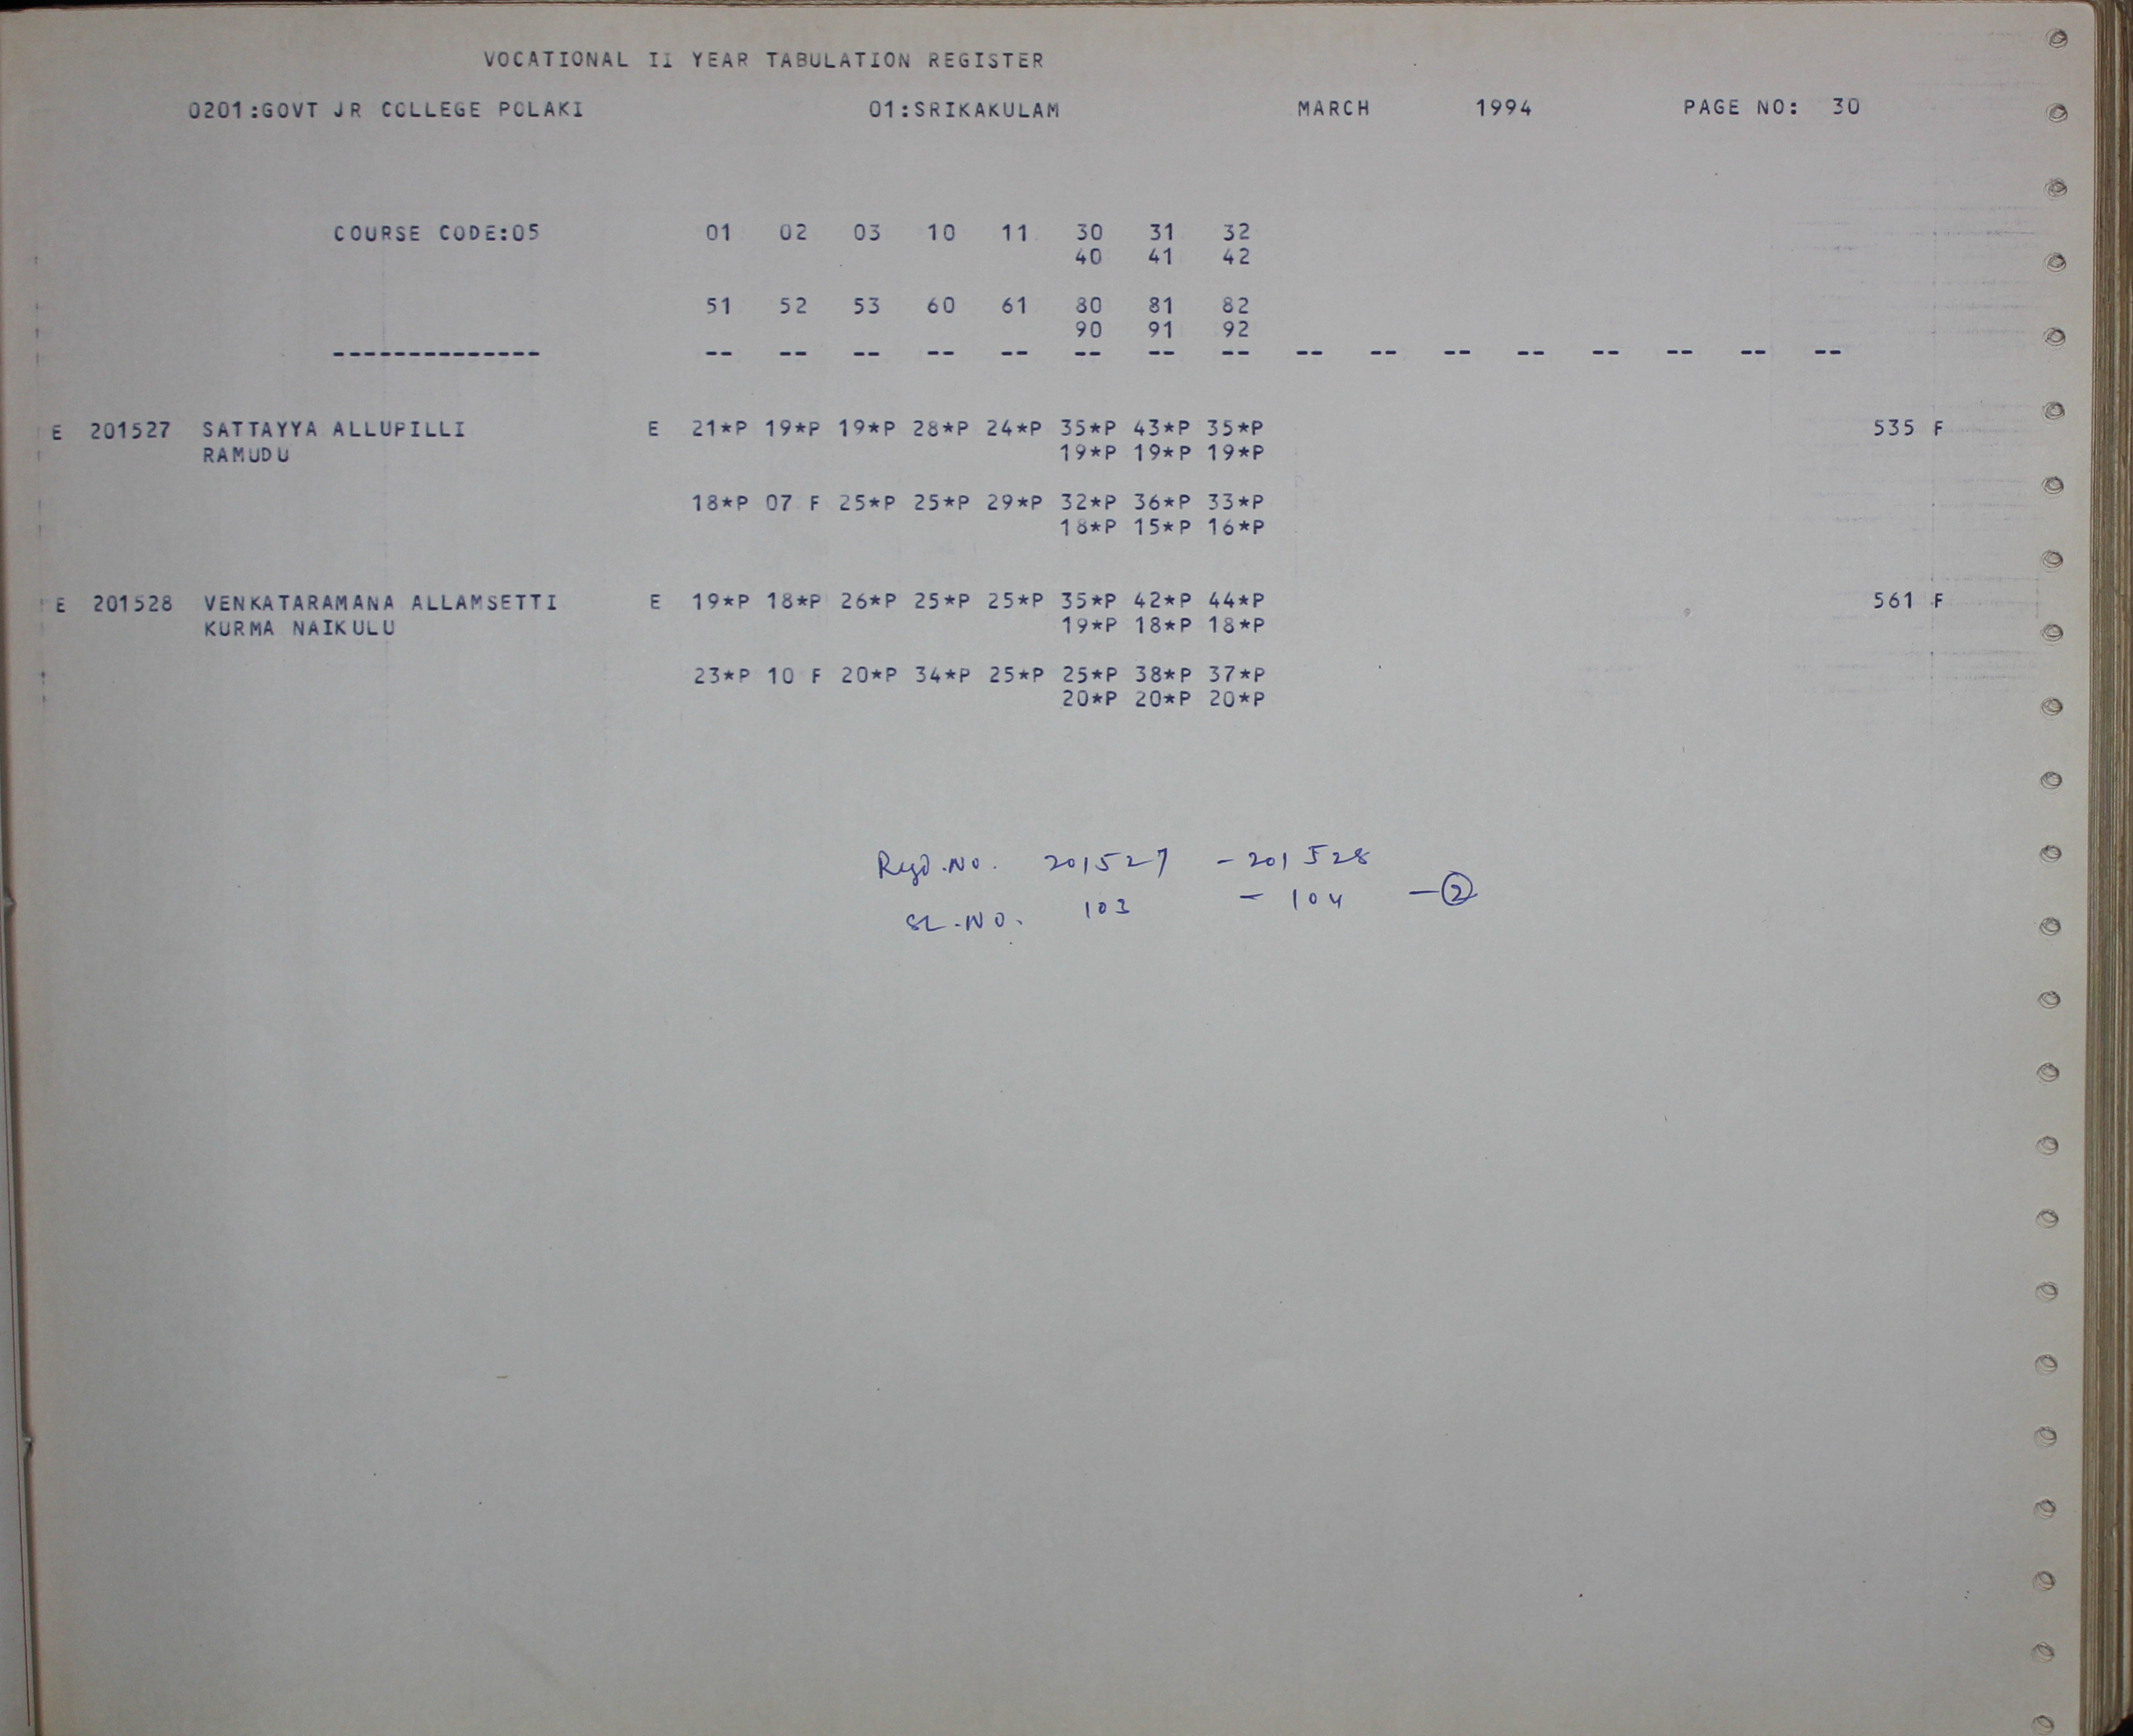 VOCATIONAL II YEAR TABULATION REGISTER
0201:GOVT JR COLLEGE POLAKI 01:SRIKAKULAM MARCH 1994 PAGE NO: 30
COURSE CODE:05 01 02 03 10 11 30 31 32
40 41 42
51 52 53 60 61 80 81 82
90 91 92
-------------- -- -- -- -- -- -- -- -- -- -- -- -- -- -- -- --
E 201527 SATTAYYA ALLUPILLI E 21*P 19*P 19*P 28*P 24*P 35*P 43*P 35*P 535 F
RAMUDU 19*P 19*P 19*P
18*P 07 F 25*P 25*P 29*P 32*P 36*P 33*P
18*P 15*P 16*P
E 201528 VENKATARAMANA ALLAMSETTI E 19*P 18*P 26*P 25*P 25*P 35*P 42*P 44*P 561 F
KURMA NAIKULU 19*P 18*P 18*P
23*P 10 F 20*P 34*P 25*P 25*P 38*P 37*P
20*P 20*P 20*P
Regd.No. 201527 - 201528
SL.NO. 103 - 104 - 2